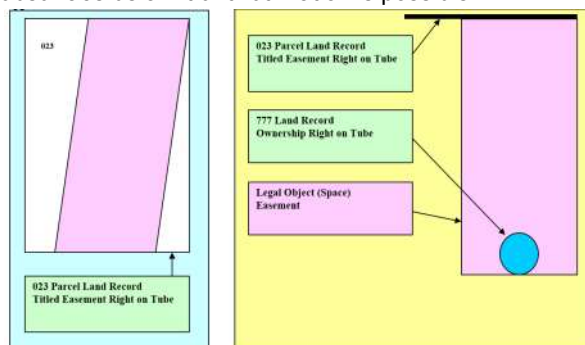 023
023 Parcel Land Record
Titled Easement Right on Tube
023 Parcel Land Record
Titled Easement Right on Tube
777 Land Record
Ownership Right on Tube
Legal Object (Space)
Easement